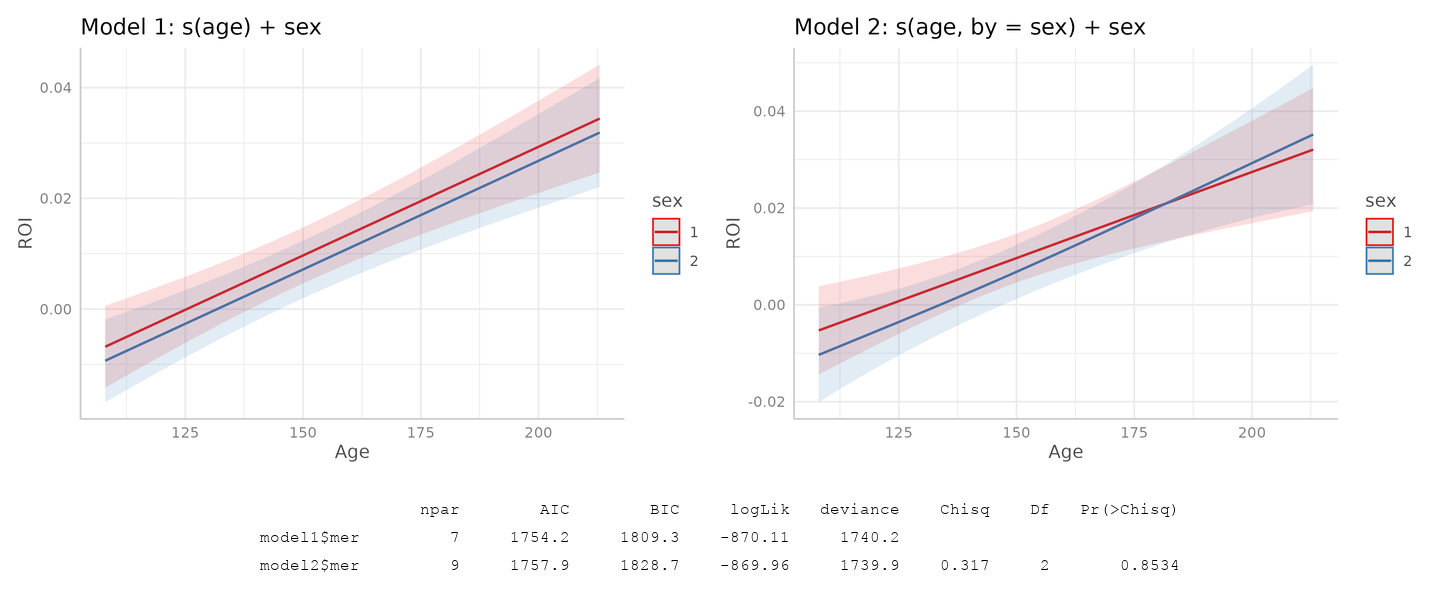 Model 1: s(age) + sex
0.04
0.02
0.00
ROI
125 150 175 200
Age
sex
1
2
Model 2: s(age, by = sex) + sex
0.04
0.02
0.00
-0.02
ROI
125 150 175 200
Age
sex
1
2
npar AIC BIC logLik deviance Chisq Df Pr(>Chisq)
model1$mer 7 1754.2 1809.3 -870.11 1740.2
model2$mer 9 1757.9 1828.7 -869.96 1739.9 0.317 2 0.8534